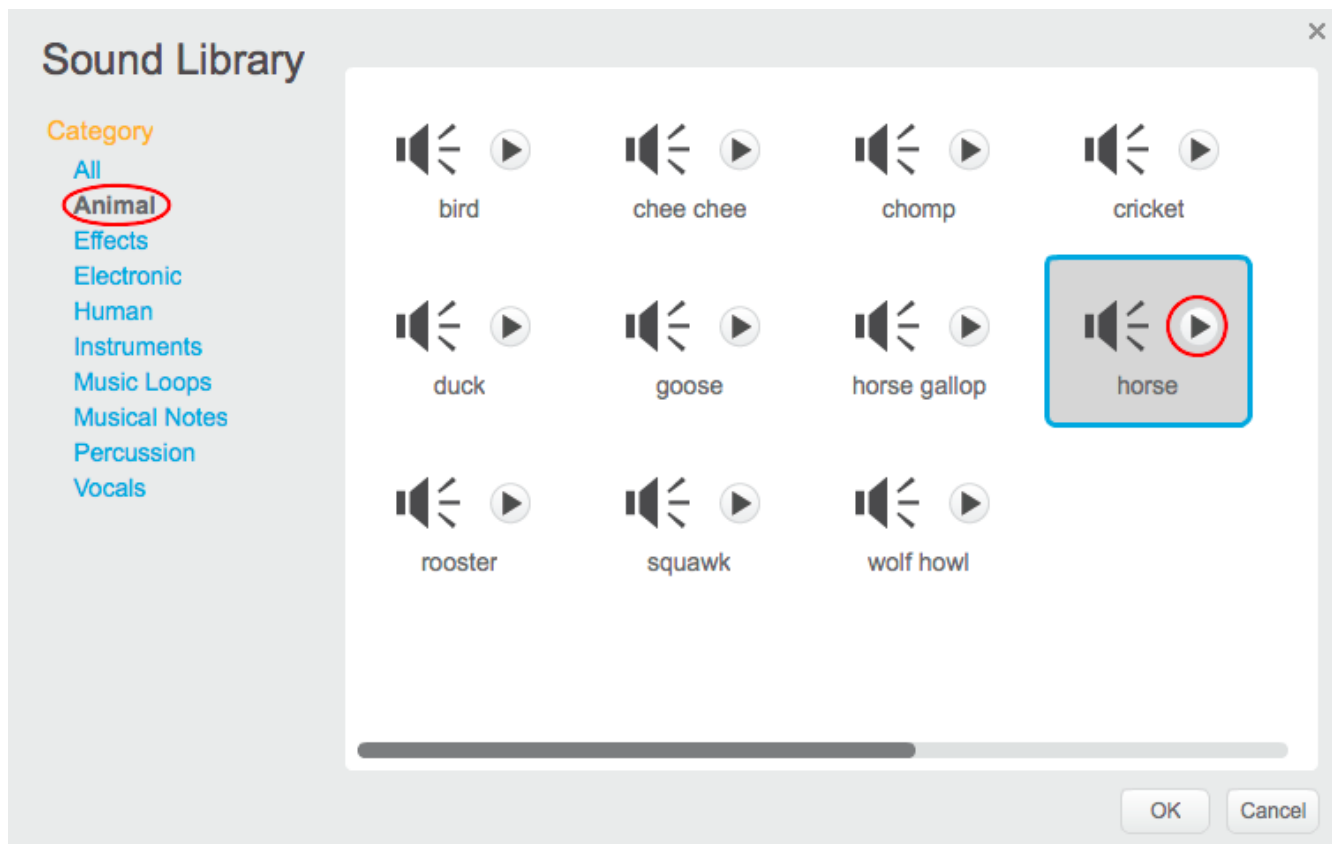 Sound Library
Category
All
Animal
Effects
Electronic
Human
Instruments
Music Loops
Musical Notes
Percussion
Vocals
bird chee chee chomp cricket
duck goose horse gallop horse
rooster squawk wolf howl
OK Cancel